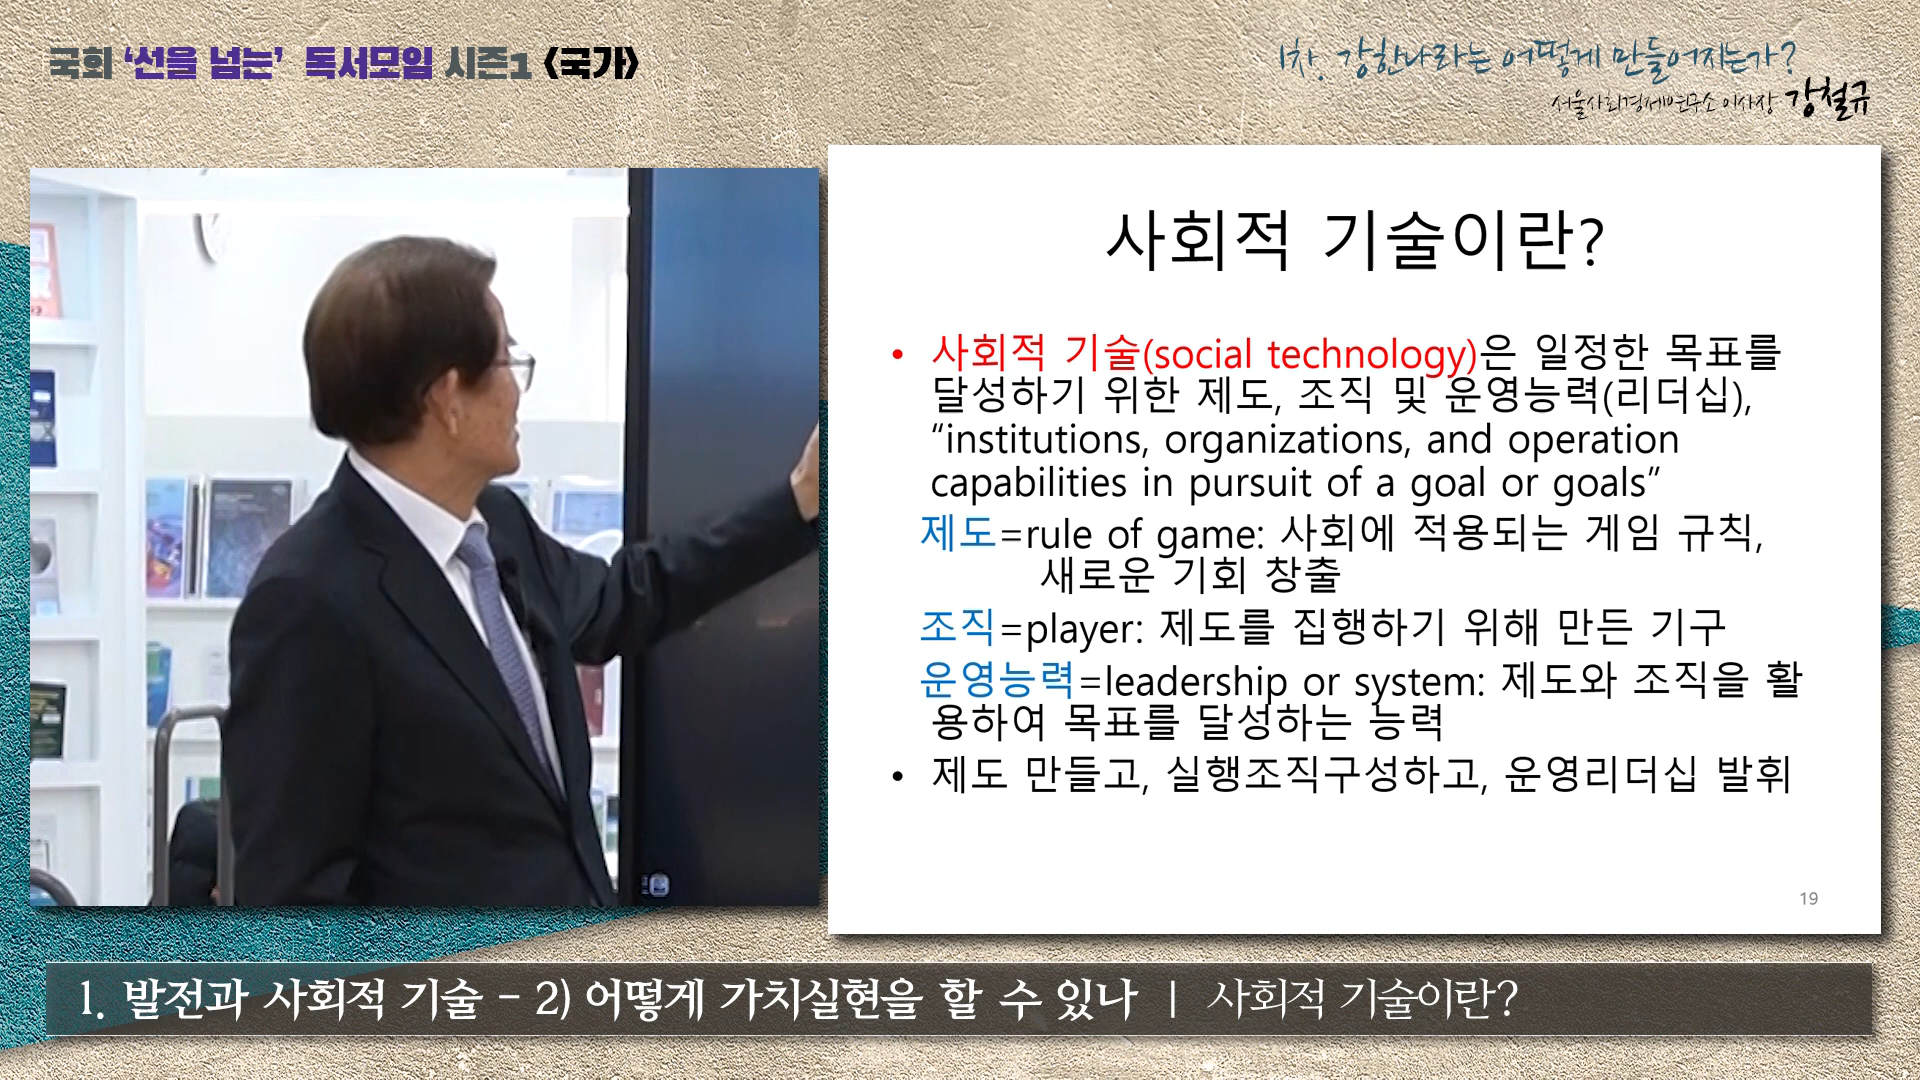 국회 ‘선을 넘는’ 독서모임 시즌1 〈국가〉
1차. 강한나라는 어떻게 만들어지는가?
서울사회경제연구소 이사장 강철규
사회적 기술이란?
• 사회적 기술(social technology)은 일정한 목표를
달성하기 위한 제도, 조직 및 운영능력(리더십),
“institutions, organizations, and operation
capabilities in pursuit of a goal or goals”
제도=rule of game: 사회에 적용되는 게임 규칙,
새로운 기회 창출
조직=player: 제도를 집행하기 위해 만든 기구
운영능력=leadership or system: 제도와 조직을 활
용하여 목표를 달성하는 능력
• 제도 만들고, 실행조직구성하고, 운영리더십 발휘
19
1. 발전과 사회적 기술 - 2) 어떻게 가치실현을 할 수 있나 | 사회적 기술이란?